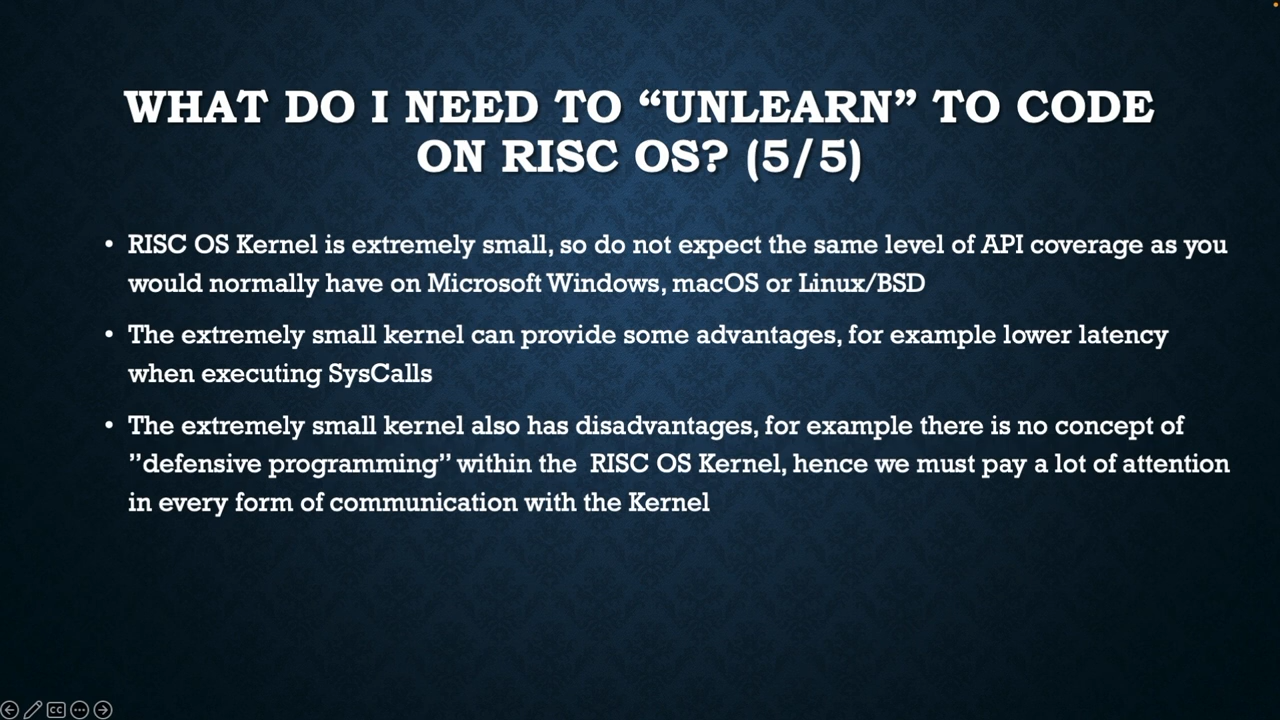 WHAT DO I NEED TO “UNLEARN” TO CODE
ON RISC OS? (5/5)
• RISC OS Kernel is extremely small, so do not expect the same level of API coverage as you
would normally have on Microsoft Windows, macOS or Linux/BSD
• The extremely small kernel can provide some advantages, for example lower latency
when executing SysCalls
• The extremely small kernel also has disadvantages, for example there is no concept of
”defensive programming” within the  RISC OS Kernel, hence we must pay a lot of attention
in every form of communication with the Kernel
CC